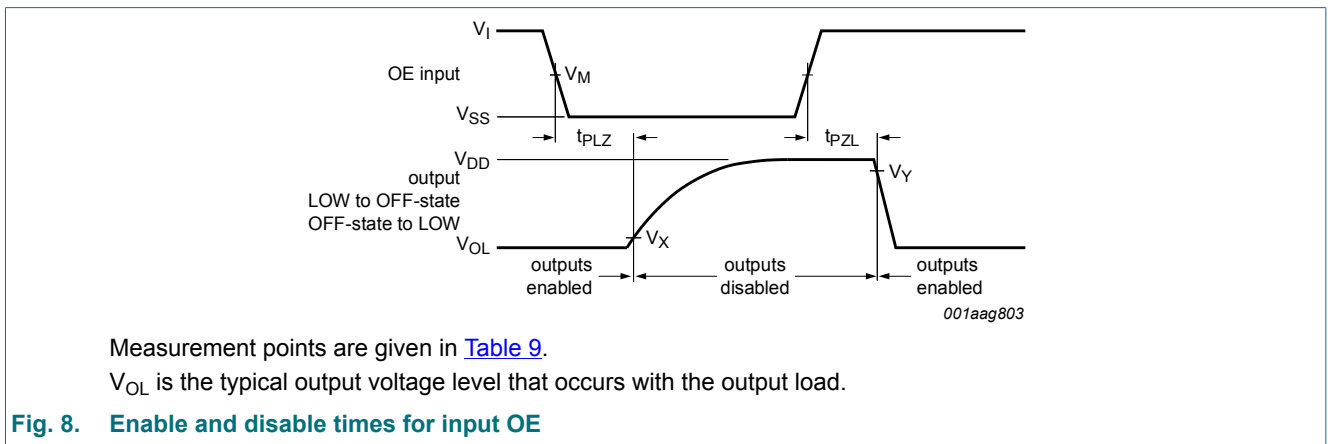 V_I
OE input
V_M
V_SS
t_PLZ
t_PZL
V_DD
output
LOW to OFF-state
OFF-state to LOW
V_Y
V_OL
V_X
outputs
enabled
outputs
disabled
outputs
enabled
001aag803
Measurement points are given in Table 9.
V_OL is the typical output voltage level that occurs with the output load.
Fig. 8. Enable and disable times for input OE